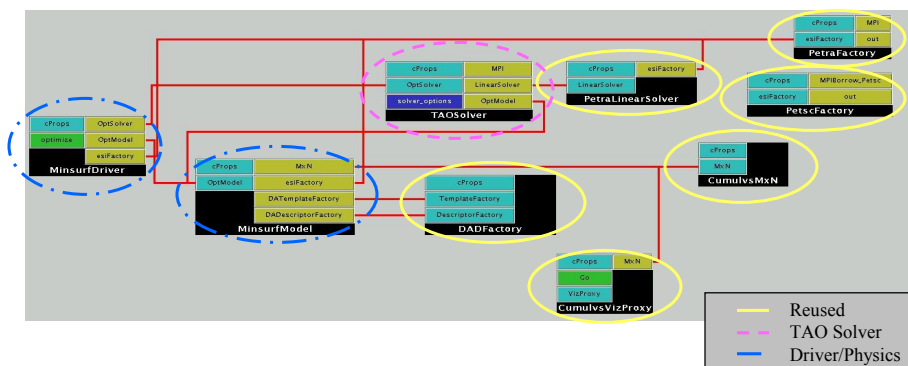 cProps MPI
esiFactory out
PetraFactory
cProps MPI
OptSolver LinearSolver
solver_options OptModel
TAOSolver
cProps esiFactory
LinearSolver
PetraLinearSolver
cProps MPIBorrow_Petsc
esiFactory out
PetscFactory
cProps OptSolver
optimize OptModel
esiFactory
MinsurfDriver
cProps MxN
OptModel esiFactory
DATemplateFactory
DADescriptorFactory
MinsurfModel
cProps
TemplateFactory
DescriptorFactory
DADFactory
cProps
MxN
CumulvsMxN
cProps MxN
Go
VizProxy
CumulvsVizProxy
Reused
TAO Solver
Driver/Physics